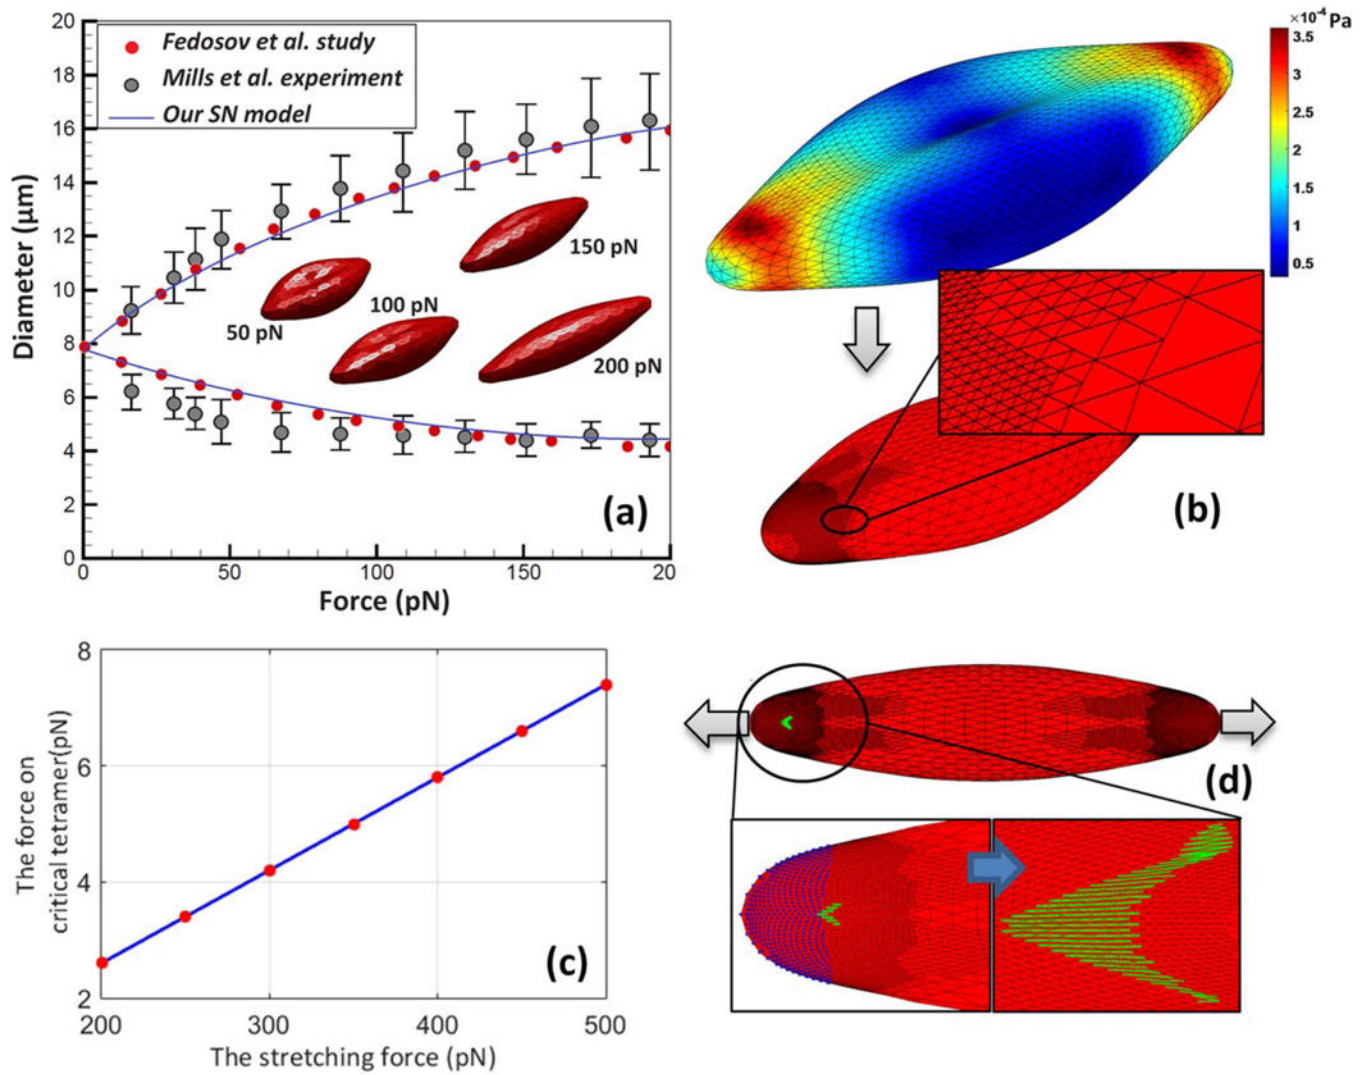 20
18
16
14
12
10
8
6
4
2
0
Diameter (μm)
Fedosov et al. study
Mills et al. experiment
Our SN model
150 pN
100 pN
50 pN
200 pN
(a)
0
50
100
150
20
Force (pN)
×10⁻⁴ Pa
3.5
3
2.5
2
1.5
1
0.5
(b)
8
6
4
2
The force on
critical tetramer(pN)
(c)
200
300
400
500
The stretching force (pN)
(d)